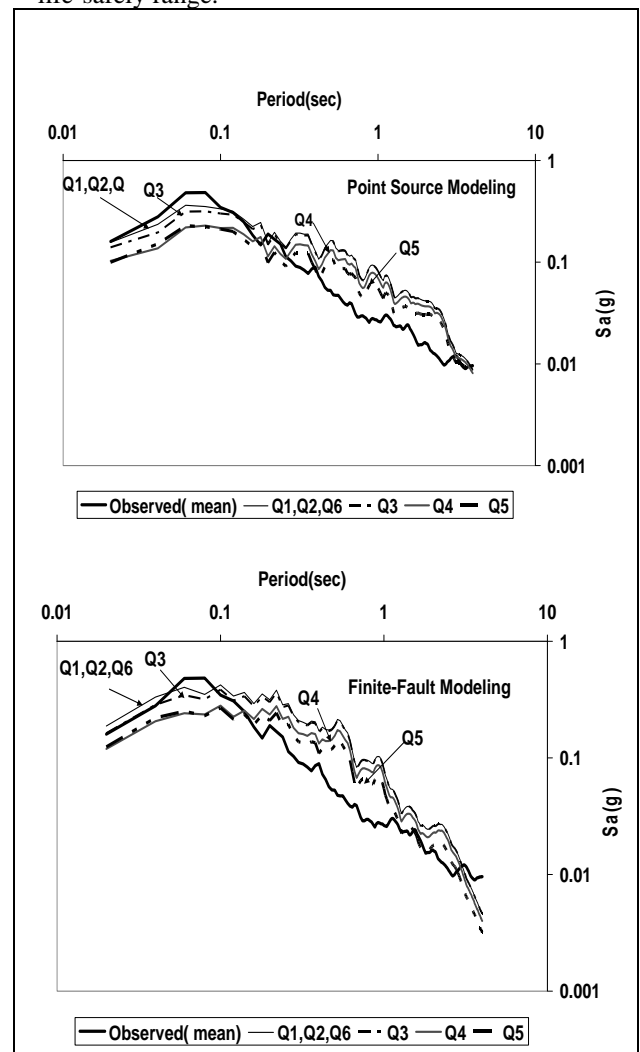 life-safely range.
Period(sec)
0.01 0.1 1 10
Q1,Q2,Q
Q3
Point Source Modeling
Q4
Q5
1
0.1
0.01
0.001
Sa(g)
Observed( mean) Q1,Q2,Q6 Q3 Q4 Q5
Period(sec)
0.01 0.1 1 10
Q1,Q2,Q6
Q3
Finite-Fault Modeling
Q4
Q5
1
0.1
0.01
0.001
Sa(g)
Observed( mean) Q1,Q2,Q6 Q3 Q4 Q5